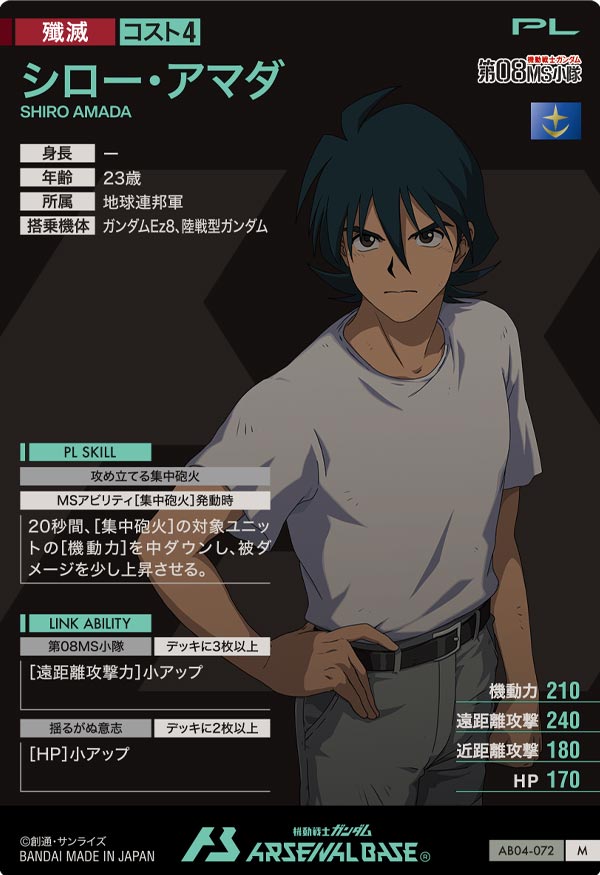 殲滅 コスト4 PL
シロー・アマダ
SHIRO AMADA
機動戦士ガンダム
第08MS小隊
身長 ー
年齢 23歳
所属 地球連邦軍
搭乗機体 ガンダムEz8、陸戦型ガンダム
PL SKILL
攻め立てる集中砲火
MSアビリティ[集中砲火]発動時
20秒間、[集中砲火]の対象ユニッ
トの[機動力]を中ダウンし、被ダ
メージを少し上昇させる。
LINK ABILITY
第08MS小隊 デッキに3枚以上
[遠距離攻撃力]小アップ
揺るがぬ意志 デッキに2枚以上
[HP]小アップ
機動力 210
遠距離攻撃 240
近距離攻撃 180
HP 170
©創通・サンライズ
BANDAI MADE IN JAPAN
機動戦士ガンダム
ARSENAL BASE®
AB04-072 M